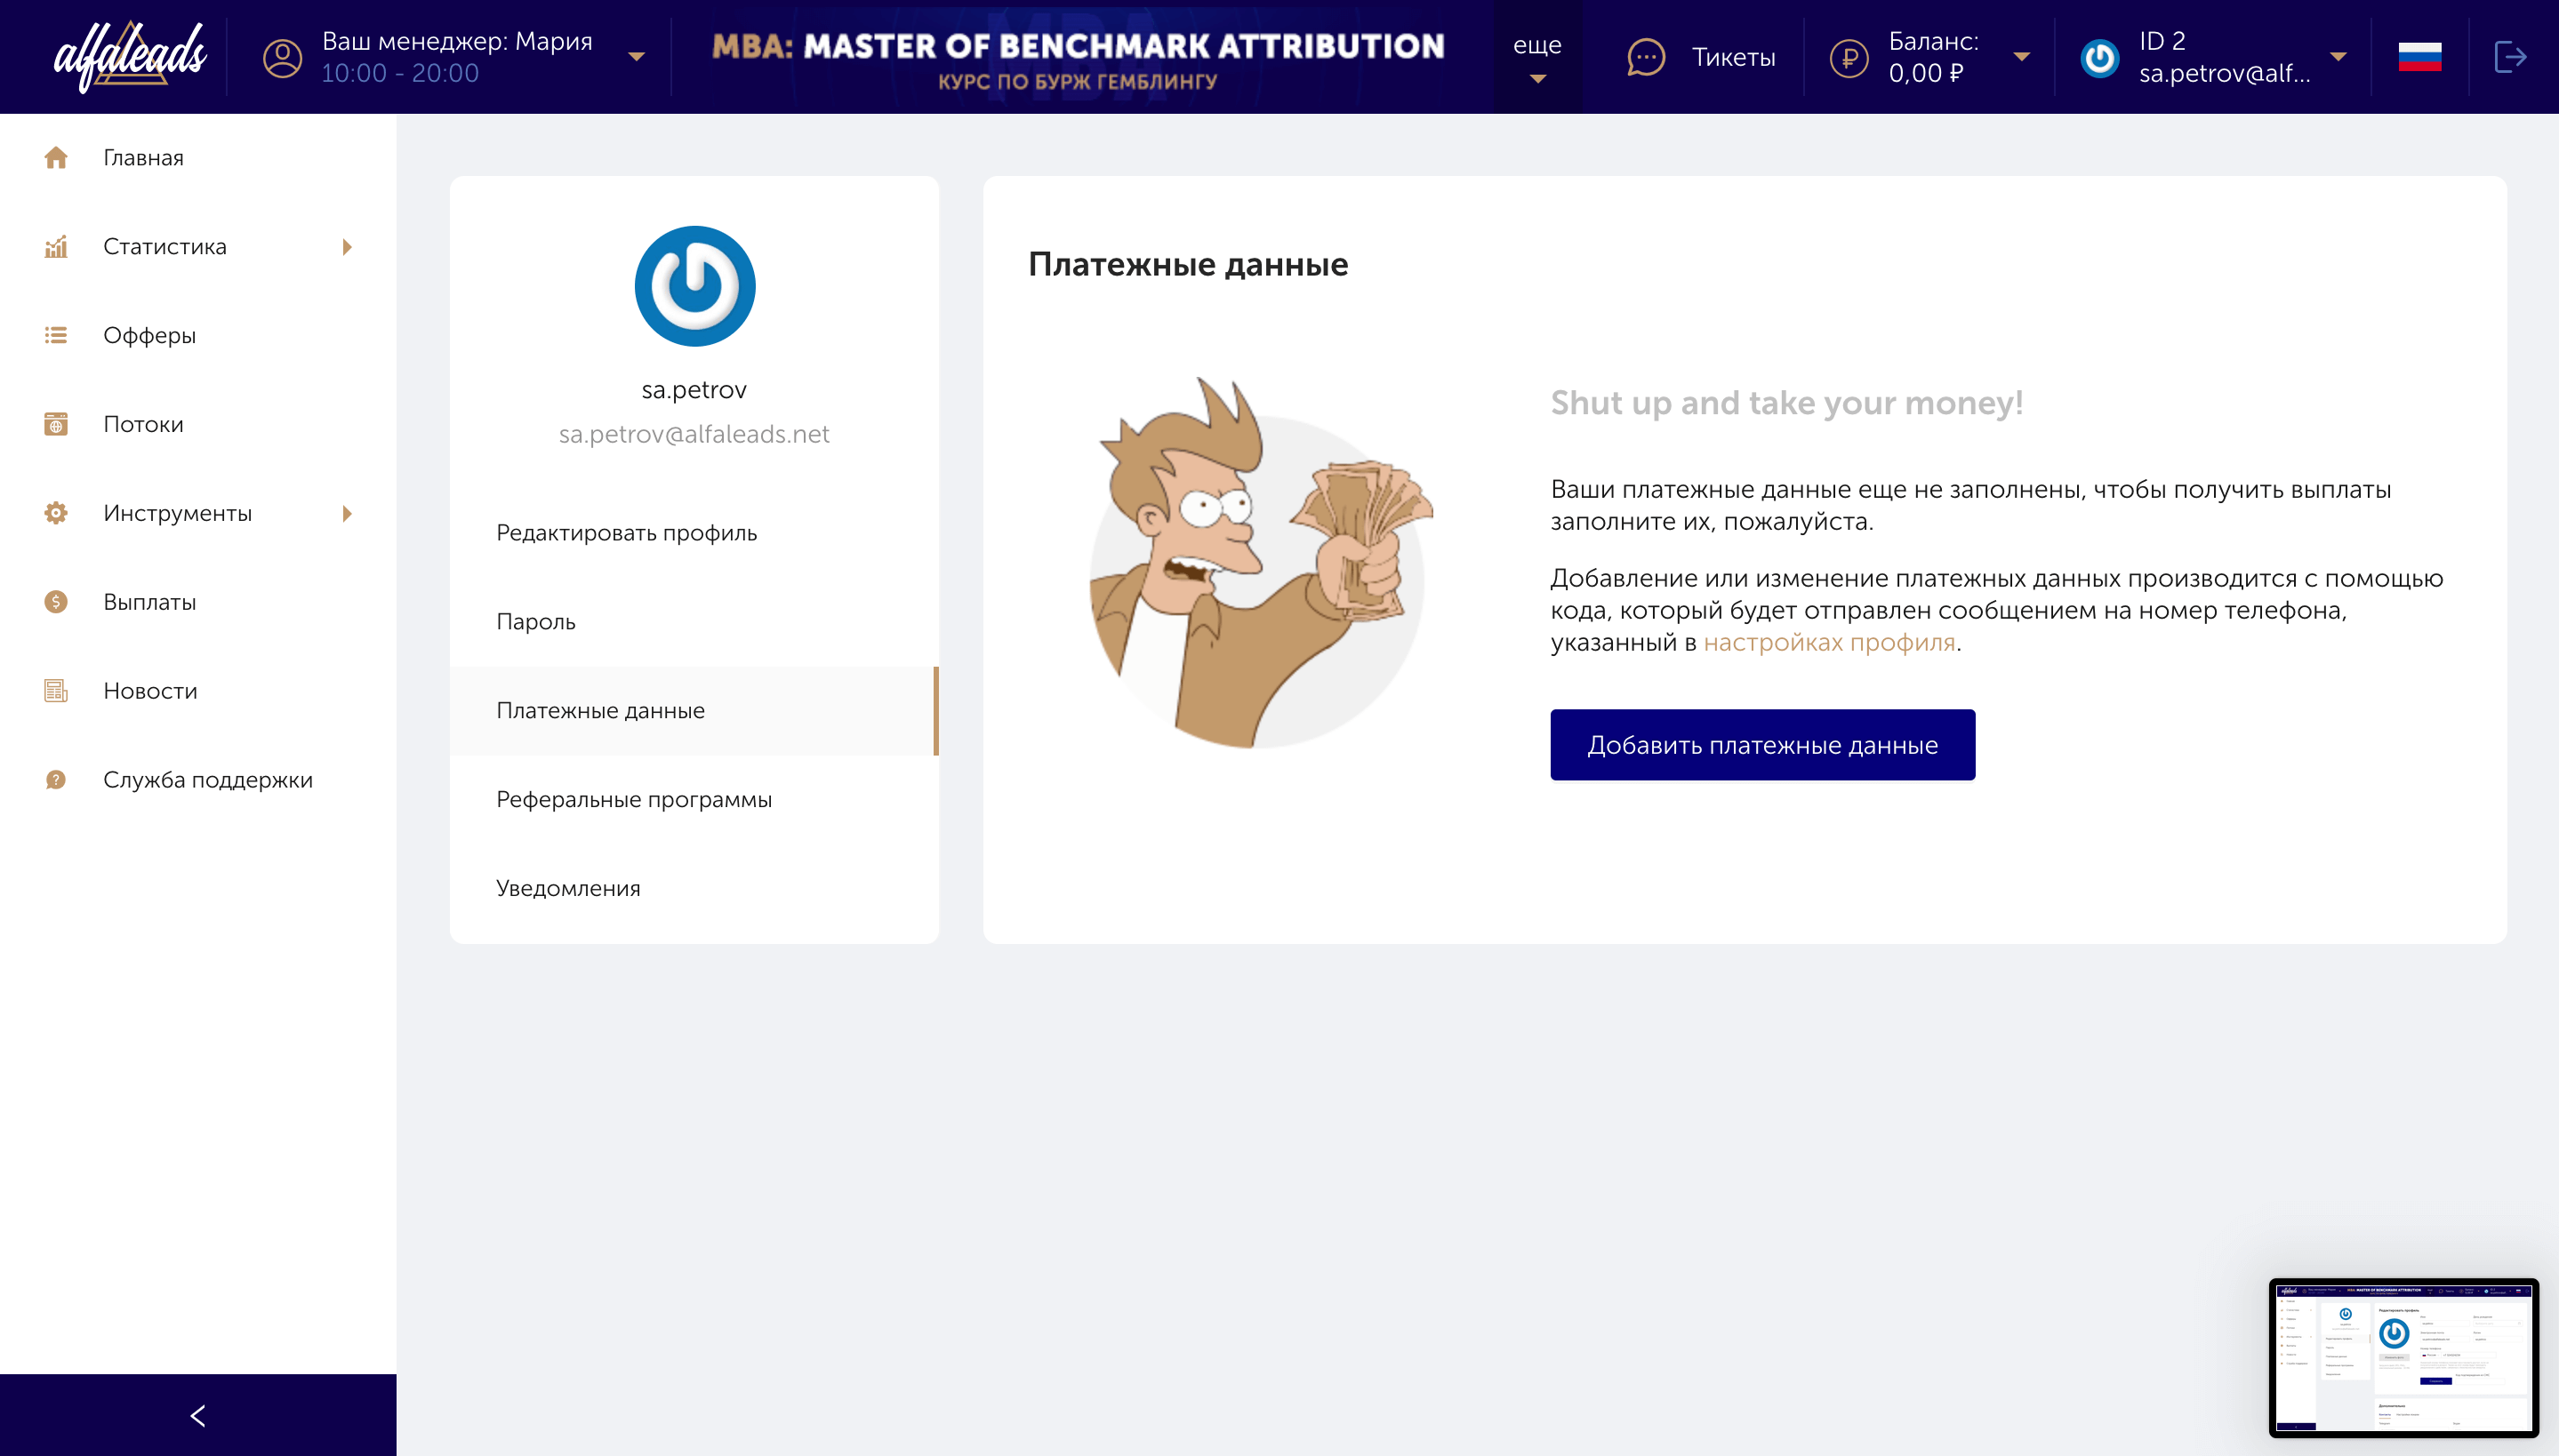 alfaleads
Ваш менеджер: Мария
10:00 - 20:00
MBA: MASTER OF BENCHMARK ATTRIBUTION
КУРС ПО БУРЖ ГЕМБЛИНГУ
еще
Тикеты
Баланс:
0,00 ₽
ID 2
sa.petrov@alf...
Главная
Статистика
Офферы
Потоки
Инструменты
Выплаты
Новости
Служба поддержки
sa.petrov
sa.petrov@alfaleads.net
Редактировать профиль
Пароль
Платежные данные
Реферальные программы
Уведомления
Платежные данные
Shut up and take your money!
Ваши платежные данные еще не заполнены, чтобы получить выплаты
заполните их, пожалуйста.
Добавление или изменение платежных данных производится с помощью
кода, который будет отправлен сообщением на номер телефона,
указанный в настройках профиля.
Добавить платежные данные